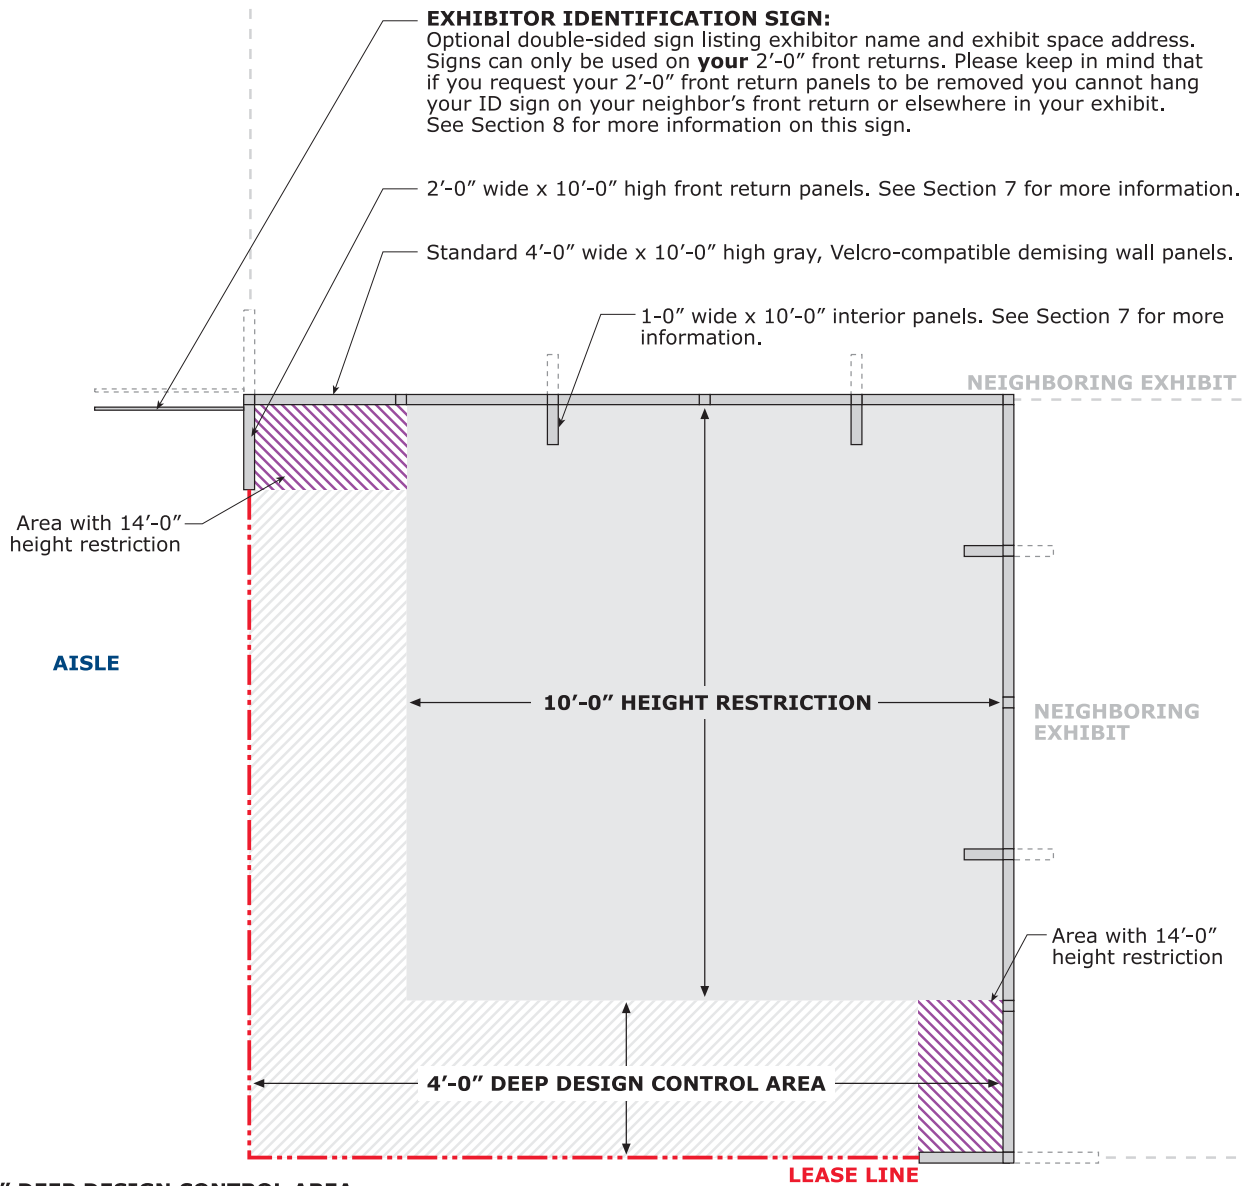 EXHIBITOR IDENTIFICATION SIGN:
Optional double-sided sign listing exhibitor name and exhibit space address.
Signs can only be used on your 2′-0″ front returns. Please keep in mind that
if you request your 2′-0″ front return panels to be removed you cannot hang
your ID sign on your neighbor’s front return or elsewhere in your exhibit.
See Section 8 for more information on this sign.
2′-0″ wide x 10′-0″ high front return panels. See Section 7 for more information.
Standard 4′-0″ wide x 10′-0″ high gray, Velcro-compatible demising wall panels.
1-0″ wide x 10′-0″ interior panels. See Section 7 for more
information.
NEIGHBORING EXHIBIT
Area with 14′-0″
height restriction
AISLE
10′-0″ HEIGHT RESTRICTION
NEIGHBORING
EXHIBIT
Area with 14′-0″
height restriction
4′-0″ DEEP DESIGN CONTROL AREA
LEASE LINE
″ DEEP DESIGN CONTROL AREA